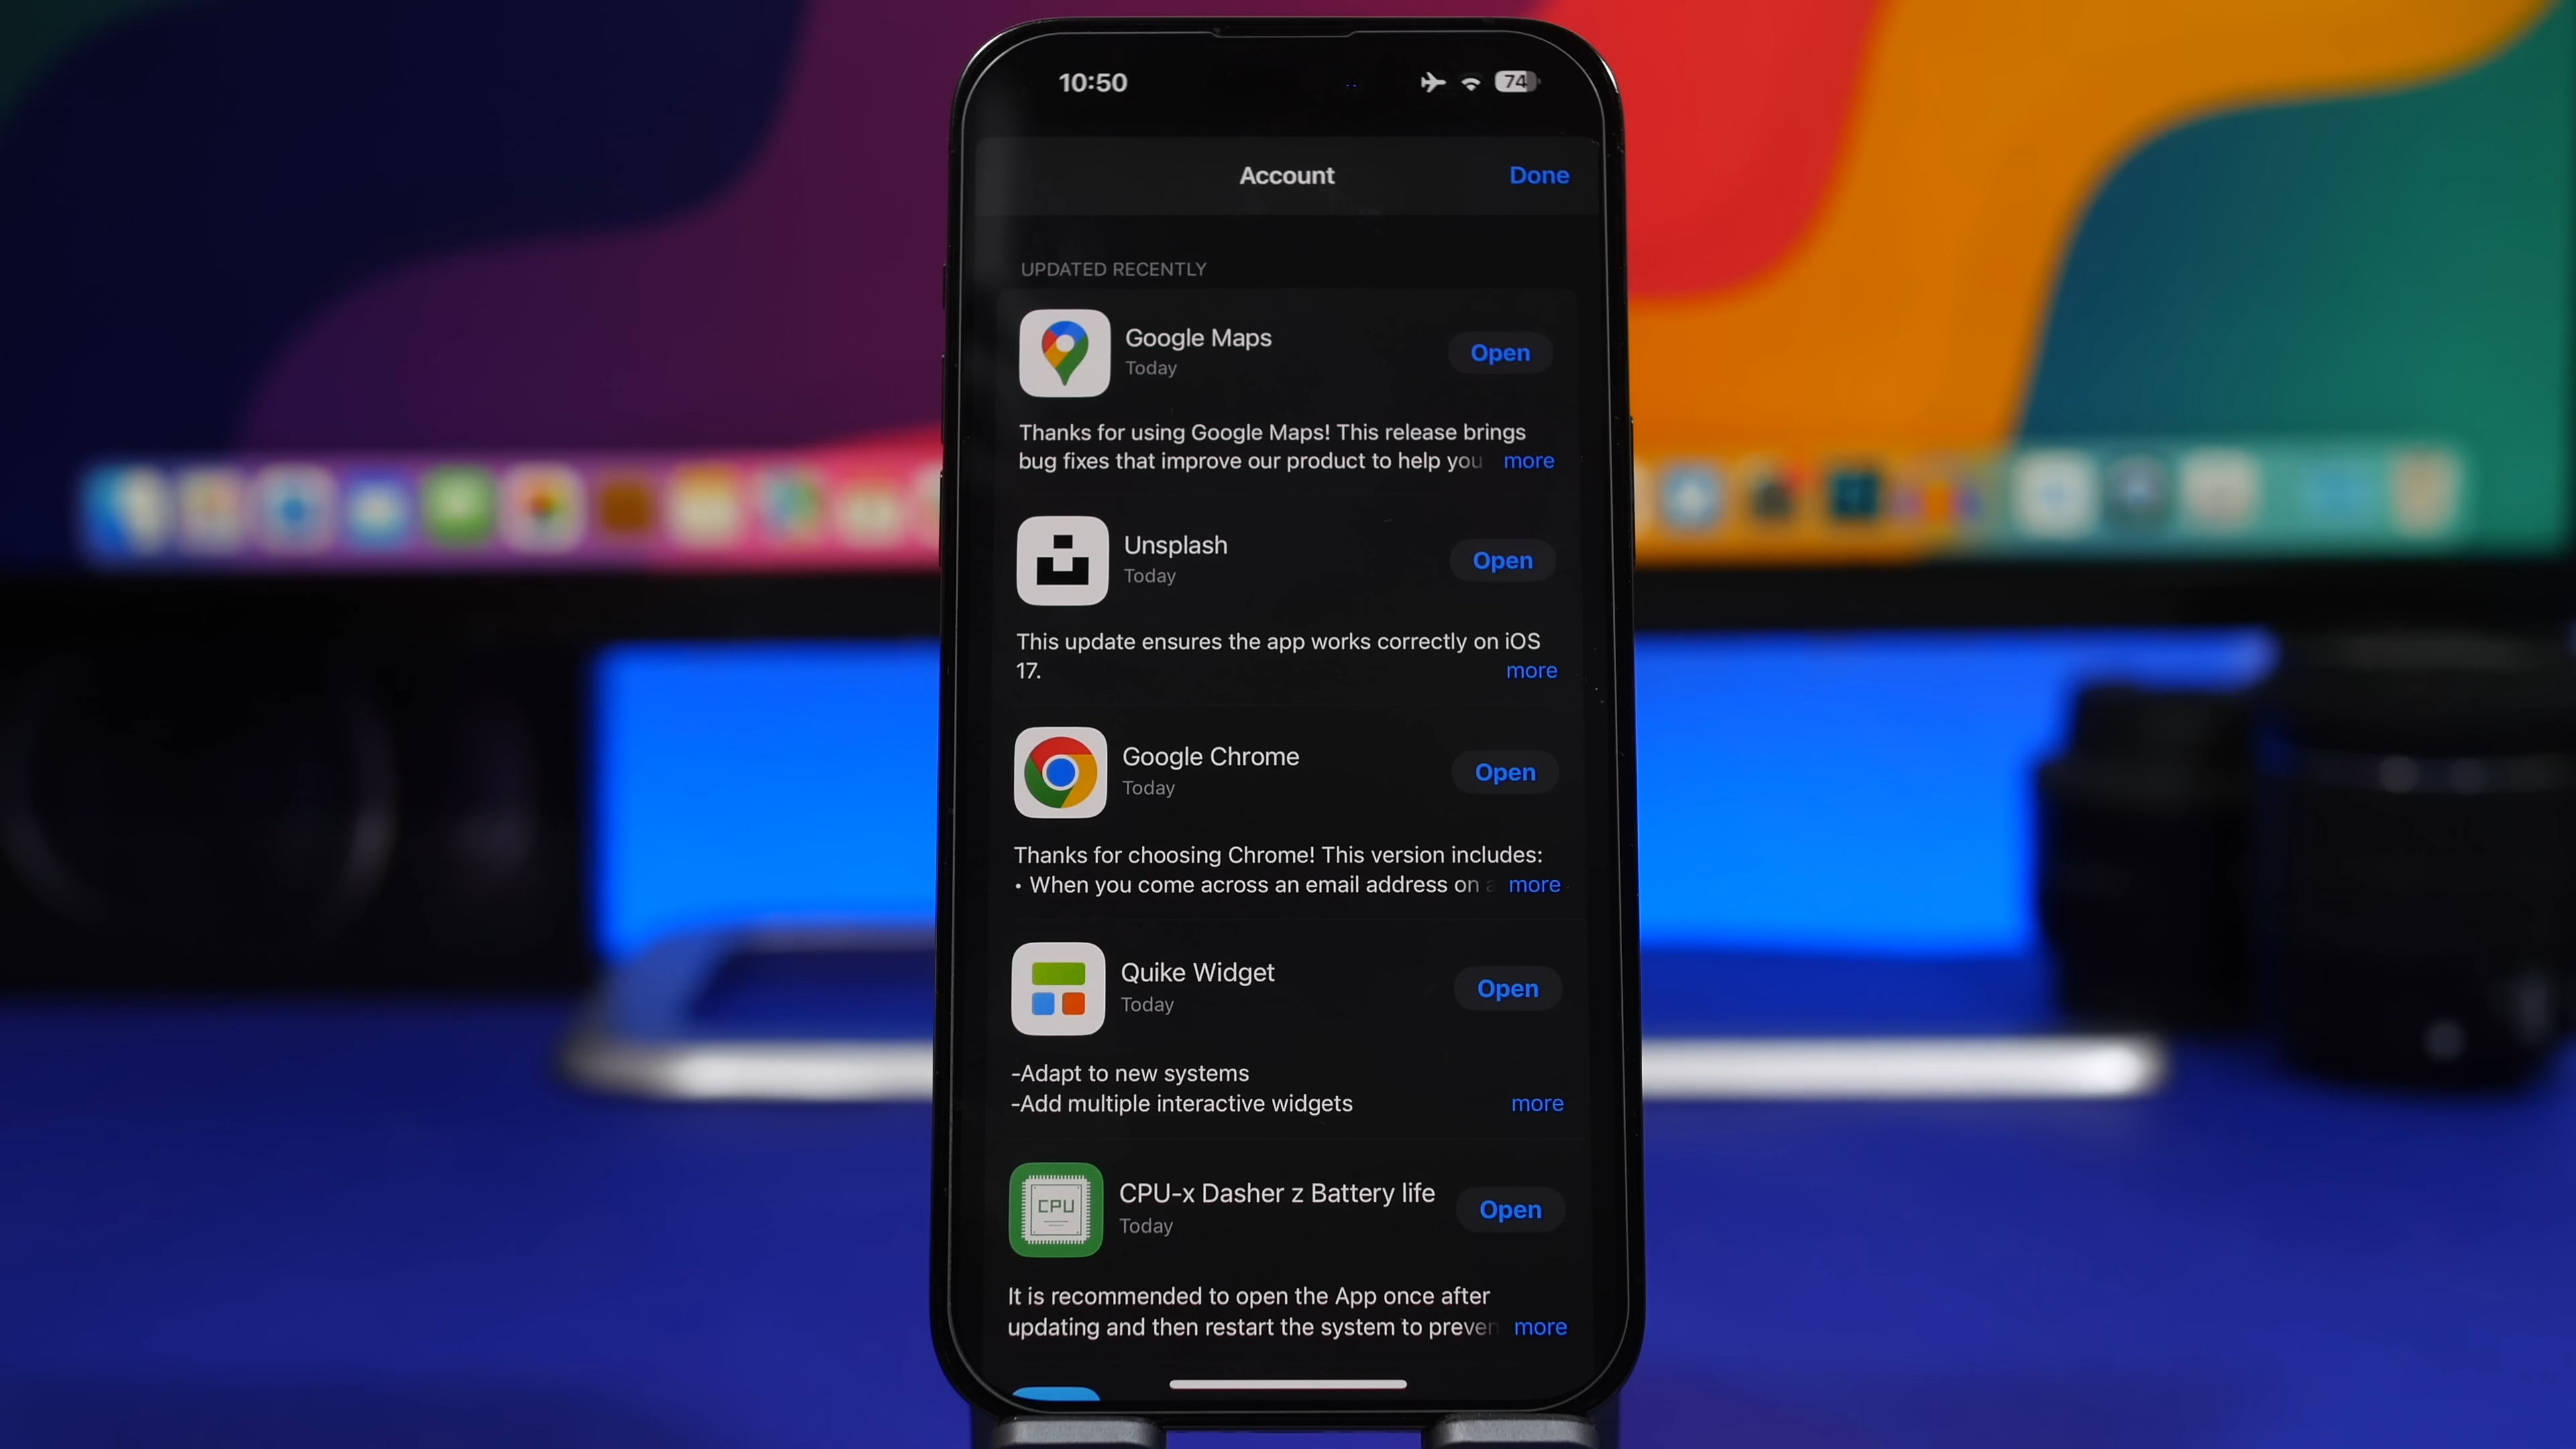 10:50
74
Account
Done
UPDATED RECENTLY
Google Maps
Today
Open
Thanks for using Google Maps! This release brings
bug fixes that improve our product to help you more
Unsplash
Today
Open
This update ensures the app works correctly on iOS
17. more
Google Chrome
Today
Open
Thanks for choosing Chrome! This version includes:
• When you come across an email address on a more
Quike Widget
Today
Open
-Adapt to new systems
-Add multiple interactive widgets more
CPU
CPU-x Dasher z Battery life
Today
Open
It is recommended to open the App once after
updating and then restart the system to preven more